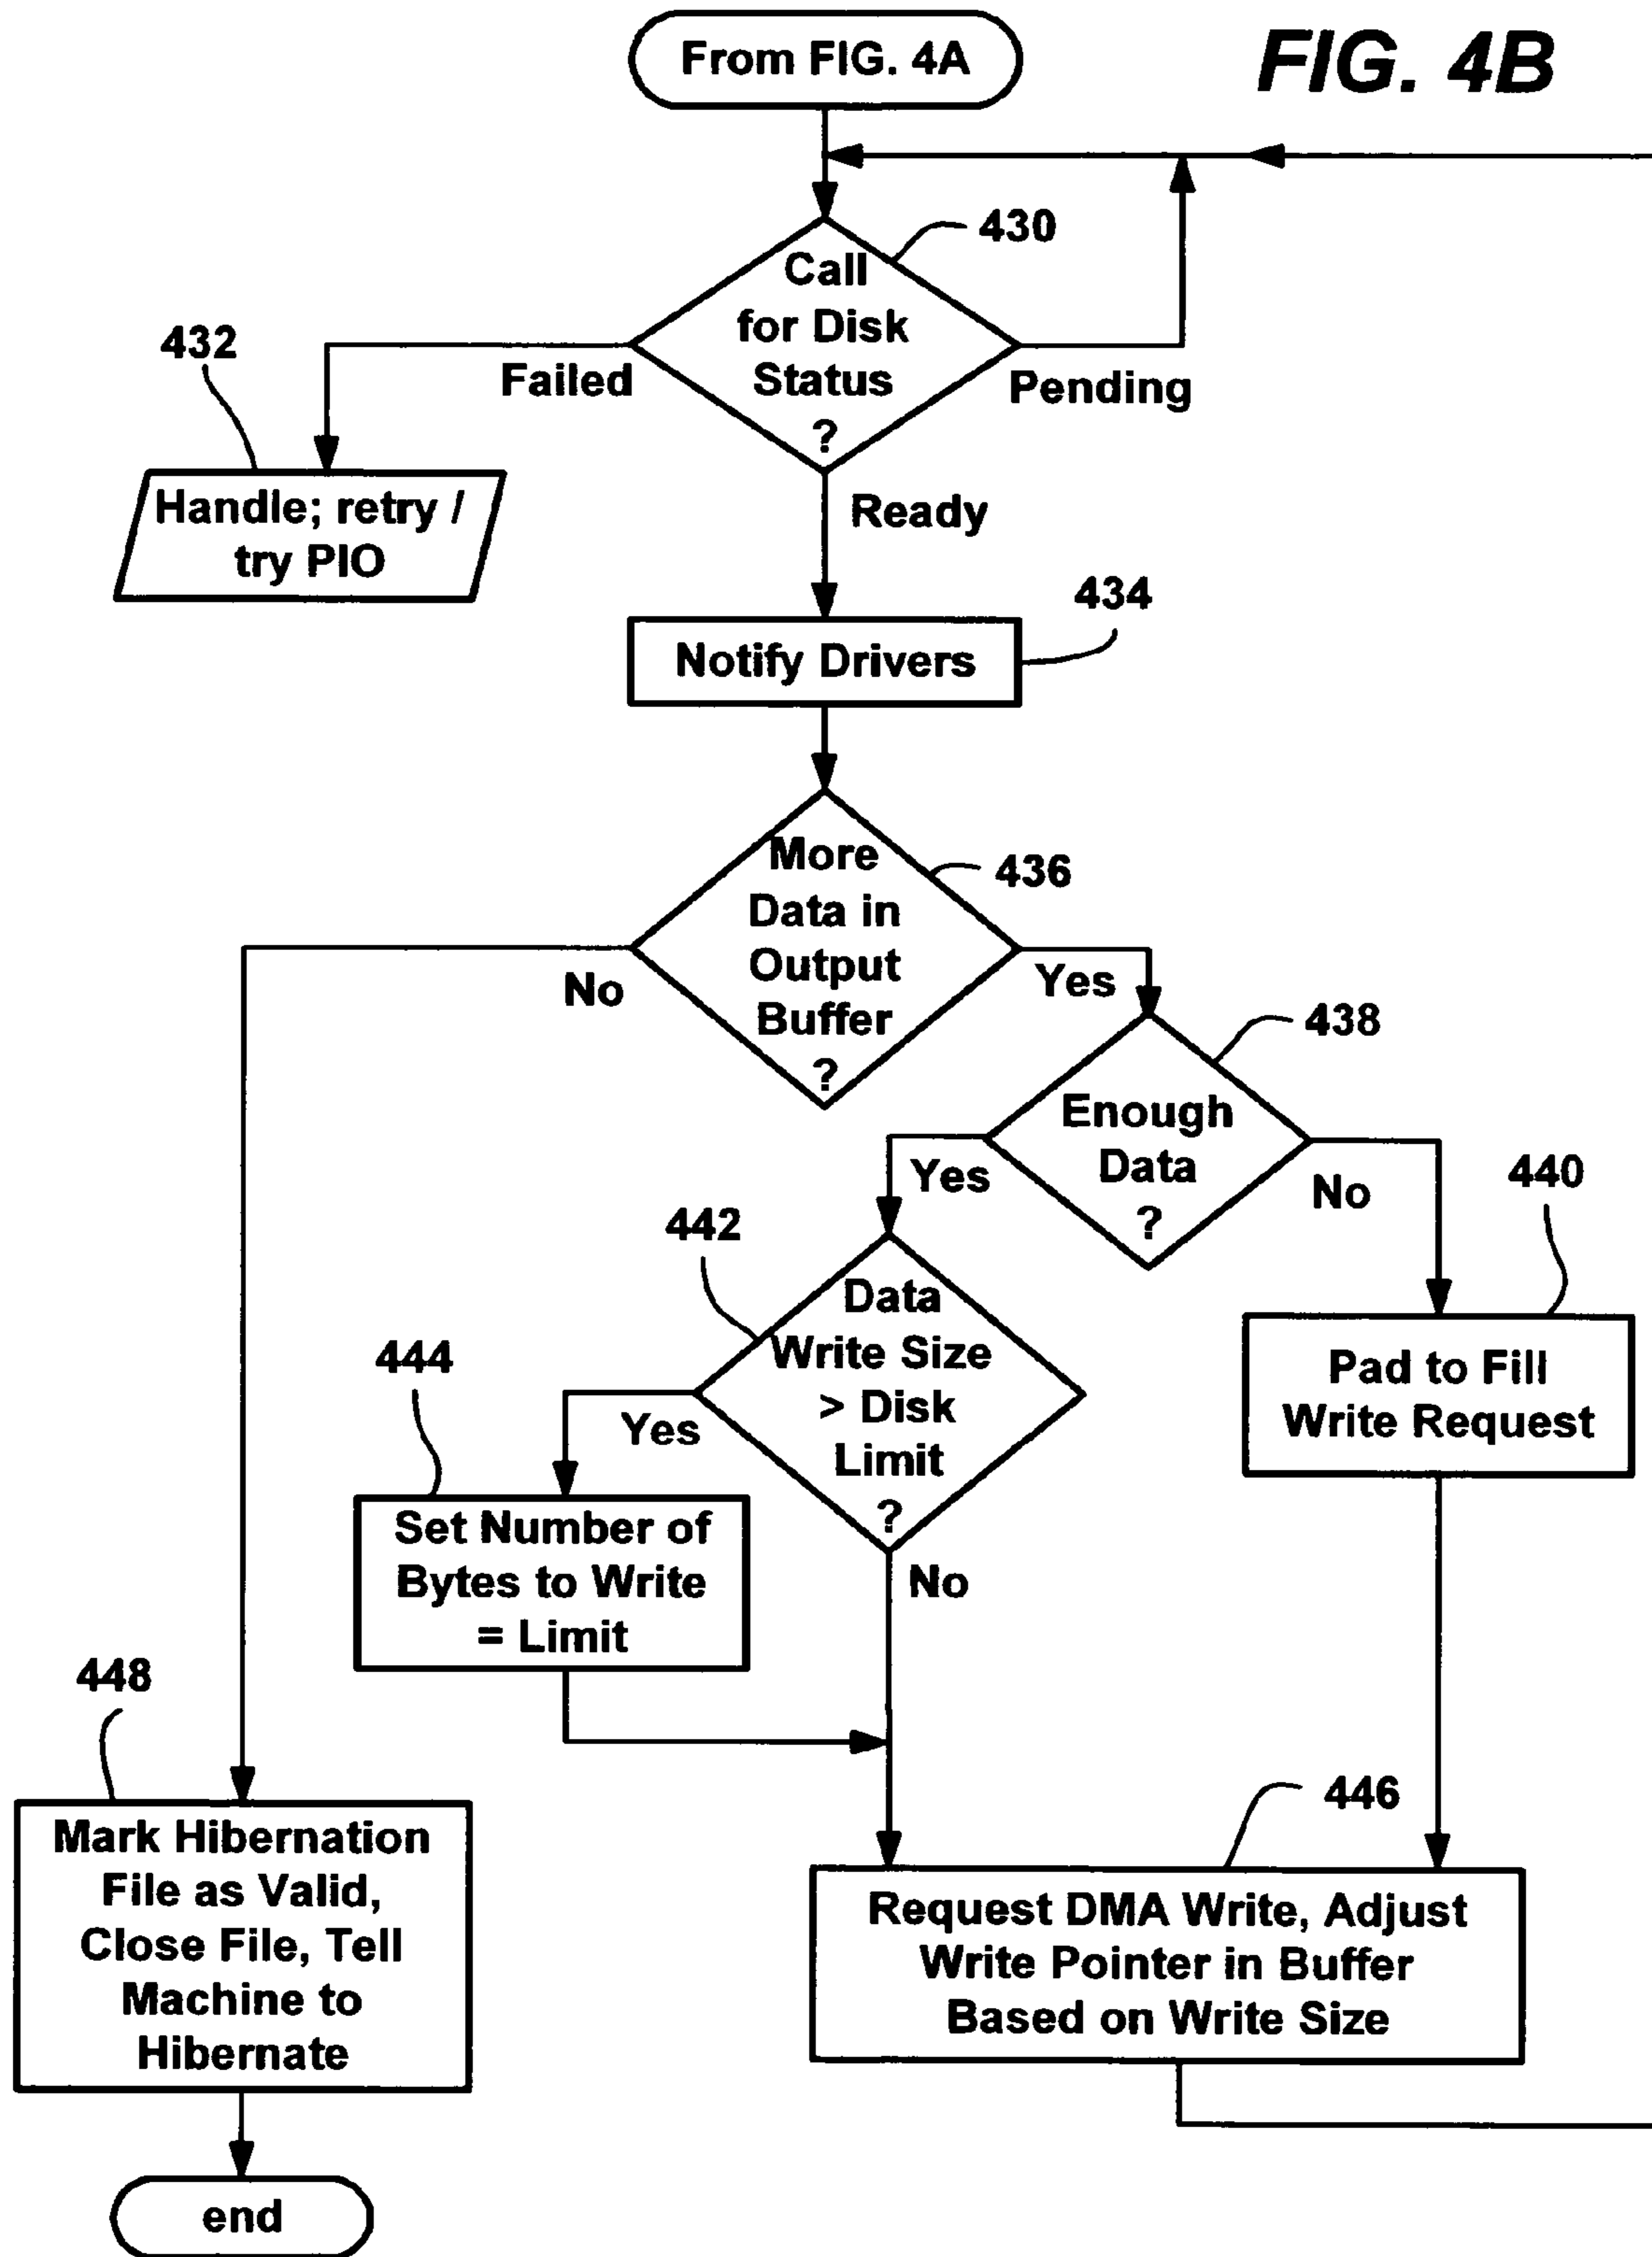 From FIG. 4A
FIG. 4B
430
Call
for Disk
Status
?
432
Failed
Pending
Handle; retry /
try PIO
Ready
434
Notify Drivers
436
More
Data in
Output
Buffer
?
No
Yes
438
Enough
Data
?
Yes
No
440
442
Data
Write Size
> Disk
Limit
?
444
Yes
Pad to Fill
Write Request
Set Number of
Bytes to Write
= Limit
No
448
446
Mark Hibernation
File as Valid,
Close File, Tell
Machine to
Hibernate
Request DMA Write, Adjust
Write Pointer in Buffer
Based on Write Size
end